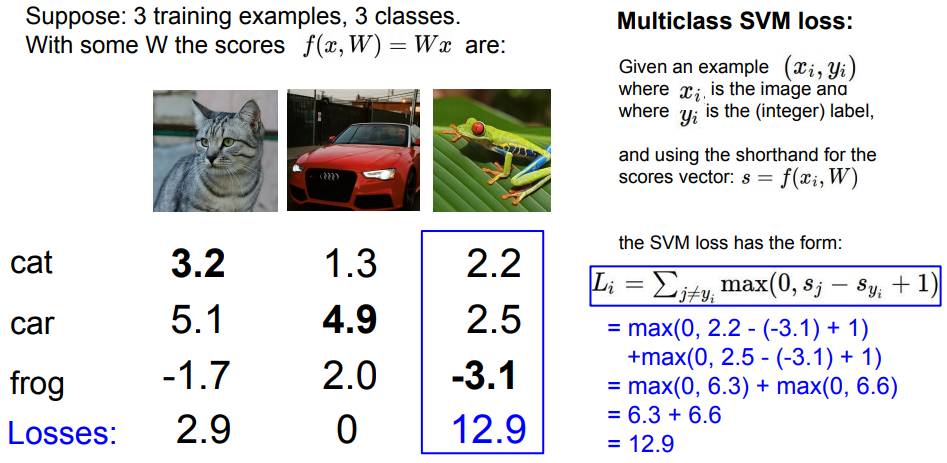 Suppose: 3 training examples, 3 classes.
With some W the scores f(x, W) = Wx are:
cat 3.2 1.3 2.2
car 5.1 4.9 2.5
frog -1.7 2.0 -3.1
Losses: 2.9 0 12.9
Multiclass SVM loss:
Given an example (x_i, y_i)
where x_i is the image and
where y_i is the (integer) label,
and using the shorthand for the
scores vector: s = f(x_i, W)
the SVM loss has the form:
L_i = ∑_{j≠y_i} max(0, s_j − s_{y_i} + 1)
= max(0, 2.2 - (-3.1) + 1)
+max(0, 2.5 - (-3.1) + 1)
= max(0, 6.3) + max(0, 6.6)
= 6.3 + 6.6
= 12.9